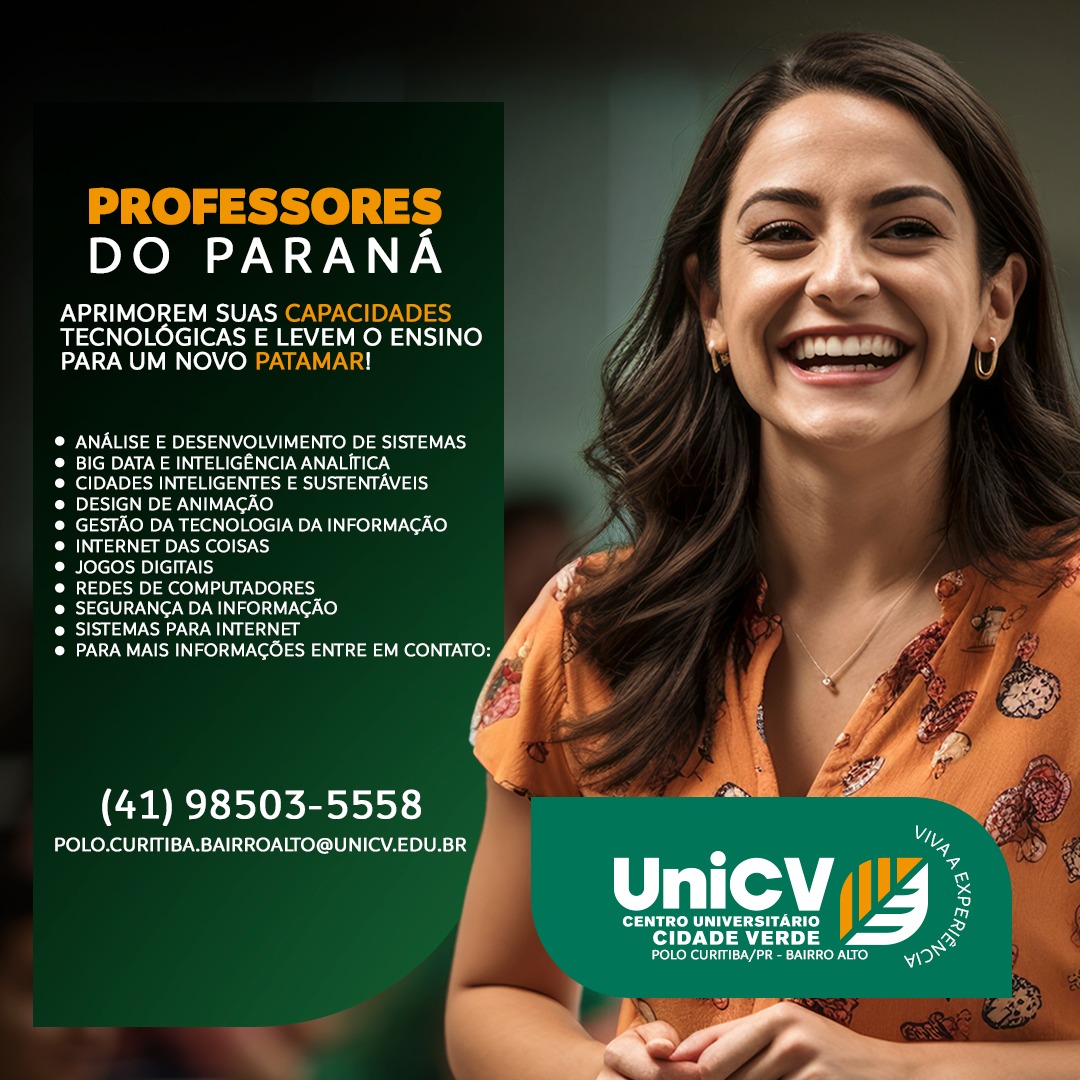 PROFESSORES
DO PARANÁ
APRIMOREM SUAS CAPACIDADES
TECNOLÓGICAS E LEVEM O ENSINO
PARA UM NOVO PATAMAR!
• ANÁLISE E DESENVOLVIMENTO DE SISTEMAS
• BIG DATA E INTELIGÊNCIA ANALÍTICA
• CIDADES INTELIGENTES E SUSTENTÁVEIS
• DESIGN DE ANIMAÇÃO
• GESTÃO DA TECNOLOGIA DA INFORMAÇÃO
• INTERNET DAS COISAS
• JOGOS DIGITAIS
• REDES DE COMPUTADORES
• SEGURANÇA DA INFORMAÇÃO
• SISTEMAS PARA INTERNET
• PARA MAIS INFORMAÇÕES ENTRE EM CONTATO:
(41) 98503-5558
POLO.CURITIBA.BAIRROALTO@UNICV.EDU.BR
UniCV
CENTRO UNIVERSITÁRIO
CIDADE VERDE
POLO CURITIBA/PR - BAIRRO ALTO
VIVA A EXPERIÊNCIA